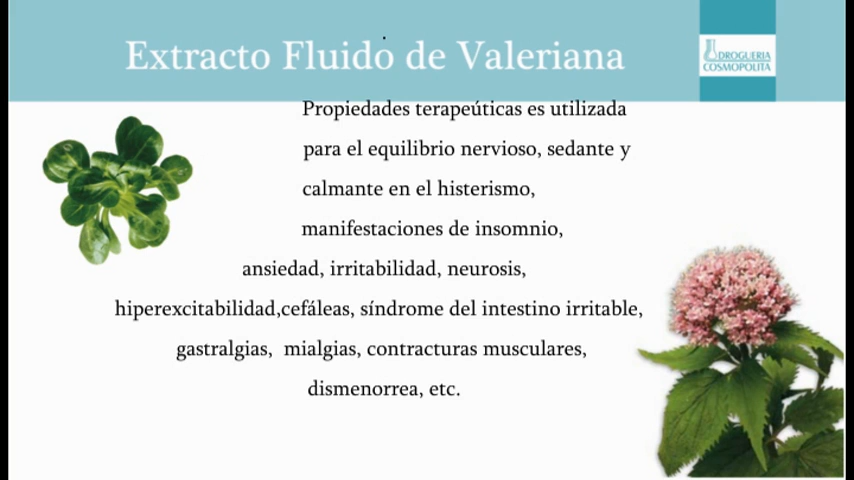 Extracto Fluido de Valeriana
DROGUERIA
COSMOPOLITA
Propiedades terapeúticas es utilizada
para el equilibrio nervioso, sedante y
calmante en el histerismo,
manifestaciones de insomnio,
ansiedad, irritabilidad, neurosis,
hiperexcitabilidad,cefáleas, síndrome del intestino irritable,
gastralgias, mialgias, contracturas musculares,
dismenorrea, etc.